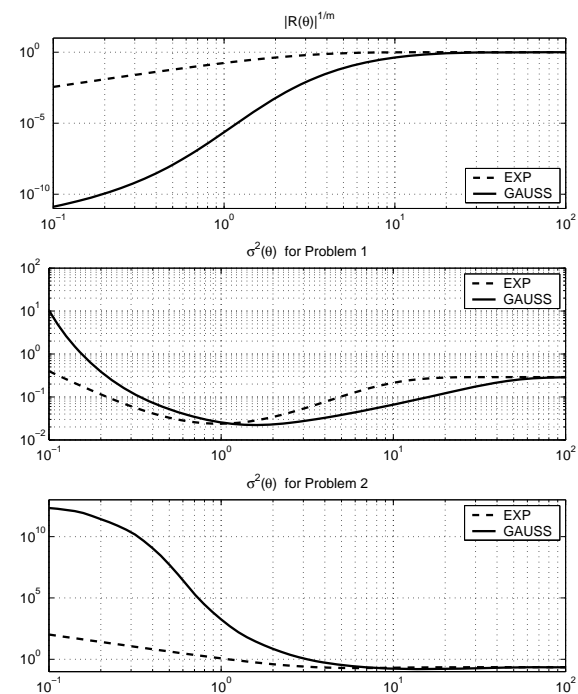 |R(θ)|^{1/m}
10^0
10^{−5}
10^{−10}
EXP
GAUSS
10^{−1} 10^0 10^1 10^2
σ^2(θ) for Problem 1
10^2
10^1
10^0
10^{−1}
10^{−2}
EXP
GAUSS
10^{−1} 10^0 10^1 10^2
σ^2(θ) for Problem 2
10^{10}
10^5
10^0
EXP
GAUSS
10^{−1} 10^0 10^1 10^2